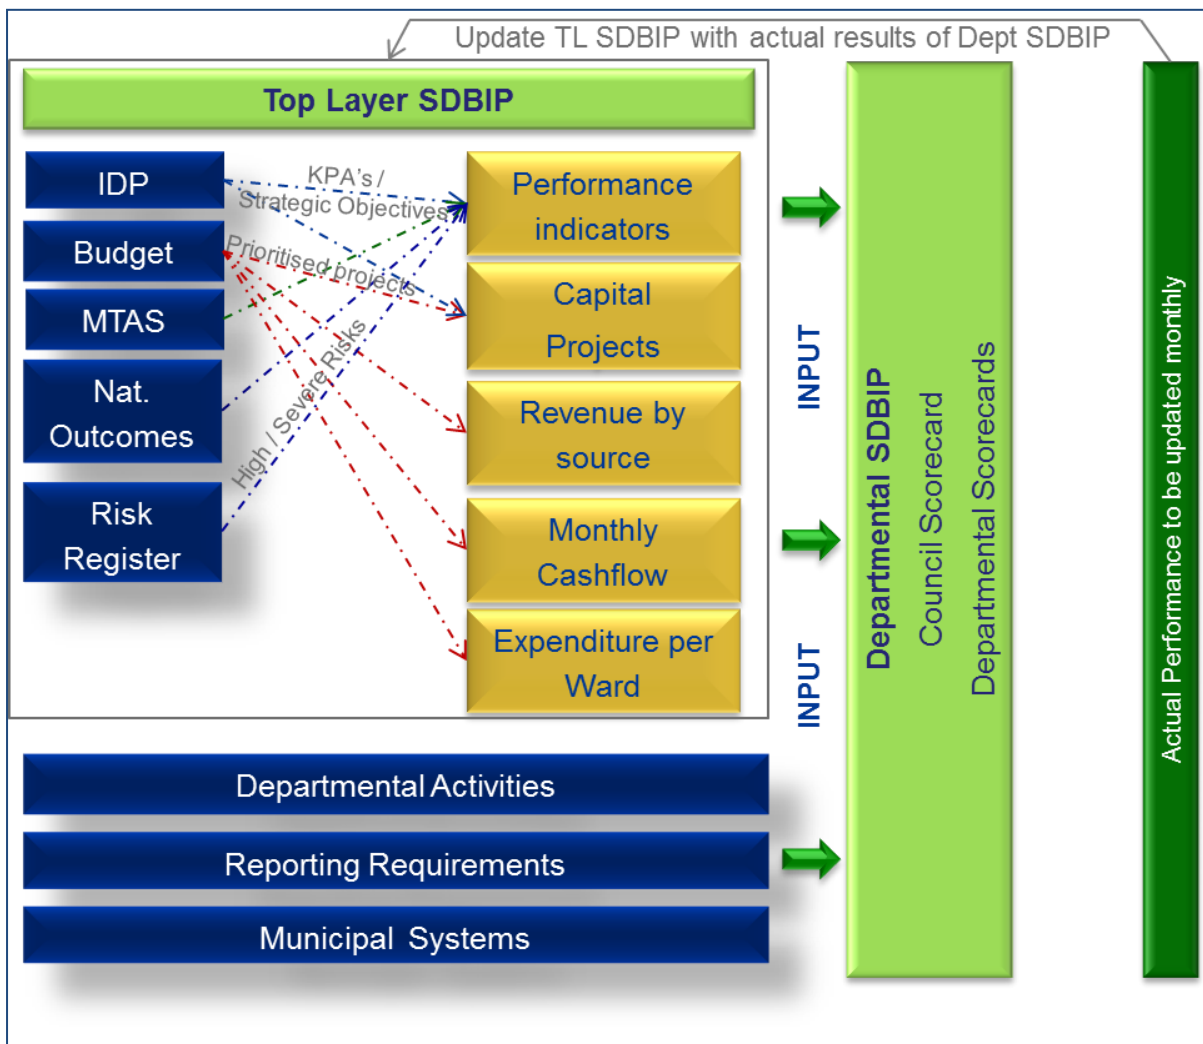 Update TL SDBIP with actual results of Dept SDBIP
Top Layer SDBIP
IDP
Budget
MTAS
Nat.
Outcomes
Risk
Register
KPA's /
Strategic Objectives
Prioritised projects
High / Severe Risks
Performance
indicators
Capital
Projects
Revenue by
source
Monthly
Cashflow
Expenditure per
Ward
INPUT
INPUT
Departmental SDBIP
Council Scorecard
Departmental Scorecards
Actual Performance to be updated monthly
Departmental Activities
Reporting Requirements
Municipal Systems